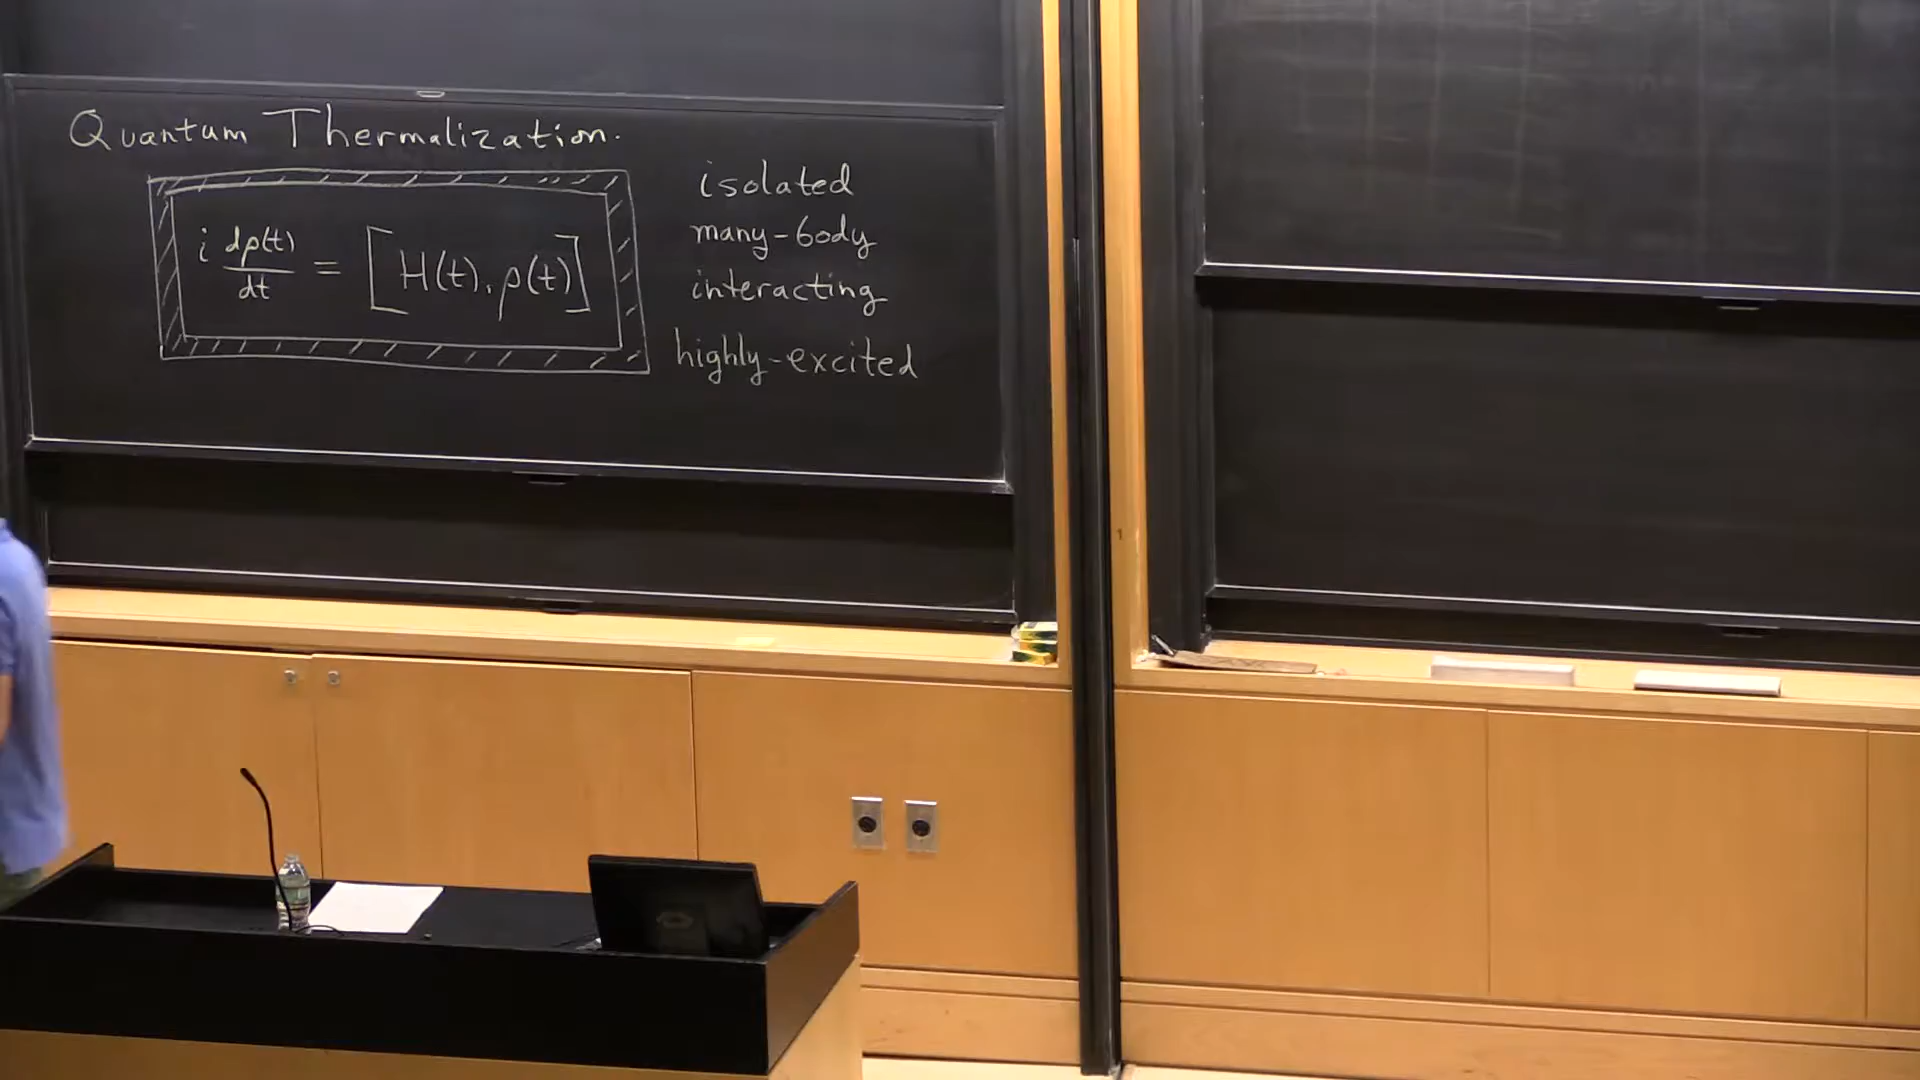 Quantum Thermalization.
i dρ(t)/dt = [H(t), ρ(t)]
isolated
many-body
interacting
highly-excited